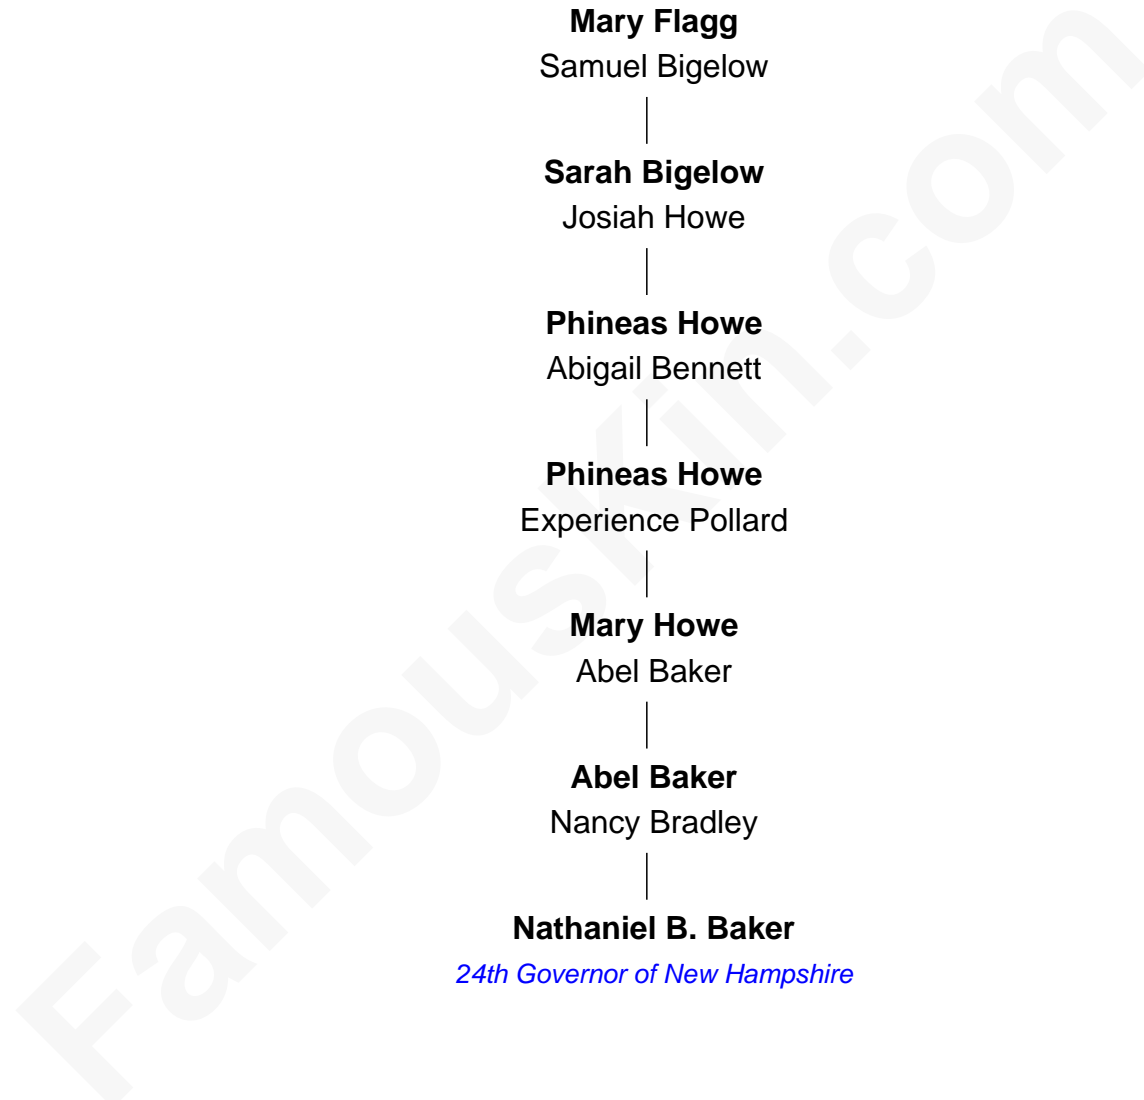 Mary Flagg
Samuel Bigelow
Sarah Bigelow
Josiah Howe
Phineas Howe
Abigail Bennett
Phineas Howe
Experience Pollard
Mary Howe
Abel Baker
Abel Baker
Nancy Bradley
Nathaniel B. Baker
24th Governor of New Hampshire
FamousKin.com